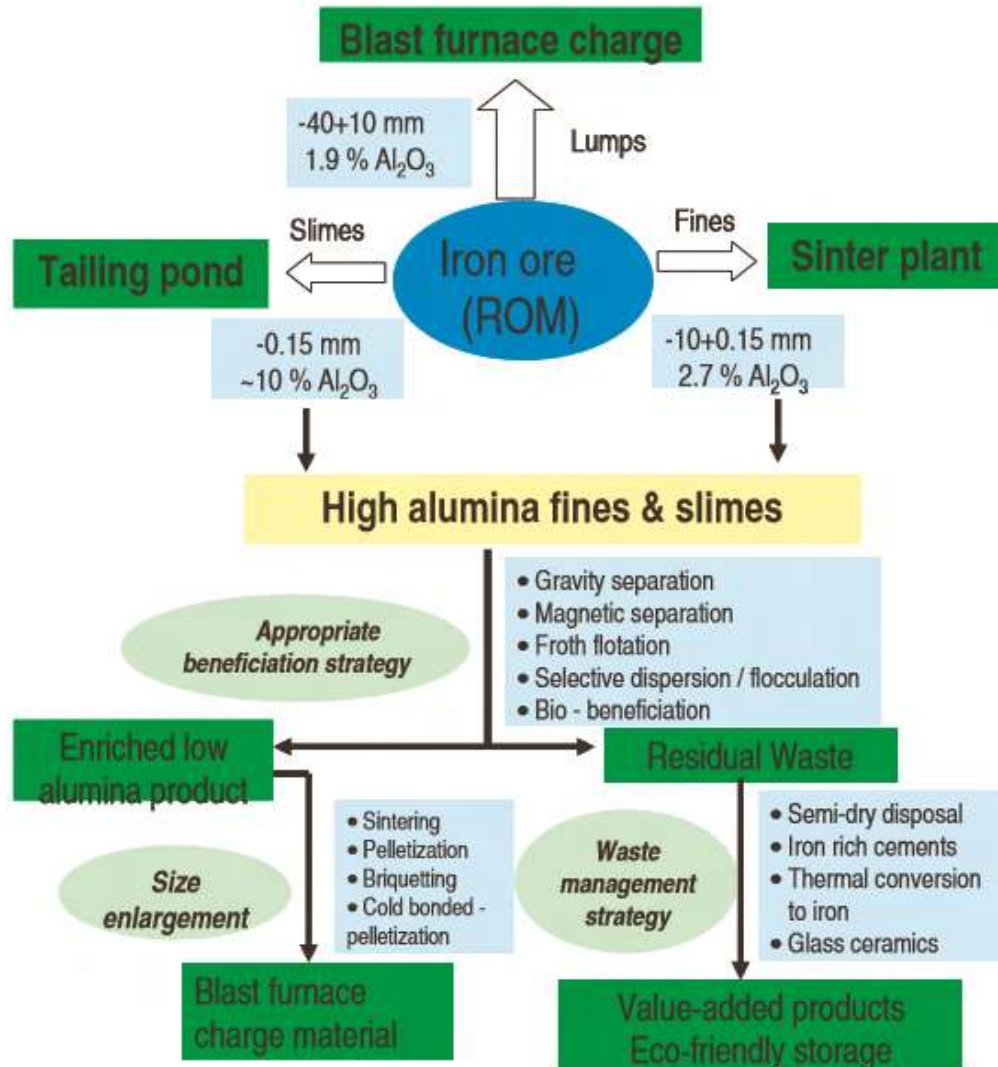 Blast furnace charge
-40+10 mm
1.9 % Al₂O₃
Lumps
Slimes
Fines
Tailing pond
Iron ore
(ROM)
Sinter plant
-0.15 mm
~10 % Al₂O₃
-10+0.15 mm
2.7 % Al₂O₃
High alumina fines & slimes
Appropriate
beneficiation strategy
• Gravity separation
• Magnetic separation
• Froth flotation
• Selective dispersion / flocculation
• Bio - beneficiation
Enriched low
alumina product
Residual Waste
Size
enlargement
• Sintering
• Pelletization
• Briquetting
• Cold bonded -
pelletization
Waste
management
strategy
• Semi-dry disposal
• Iron rich cements
• Thermal conversion
to iron
• Glass ceramics
Blast furnace
charge material
Value-added products
Eco-friendly storage